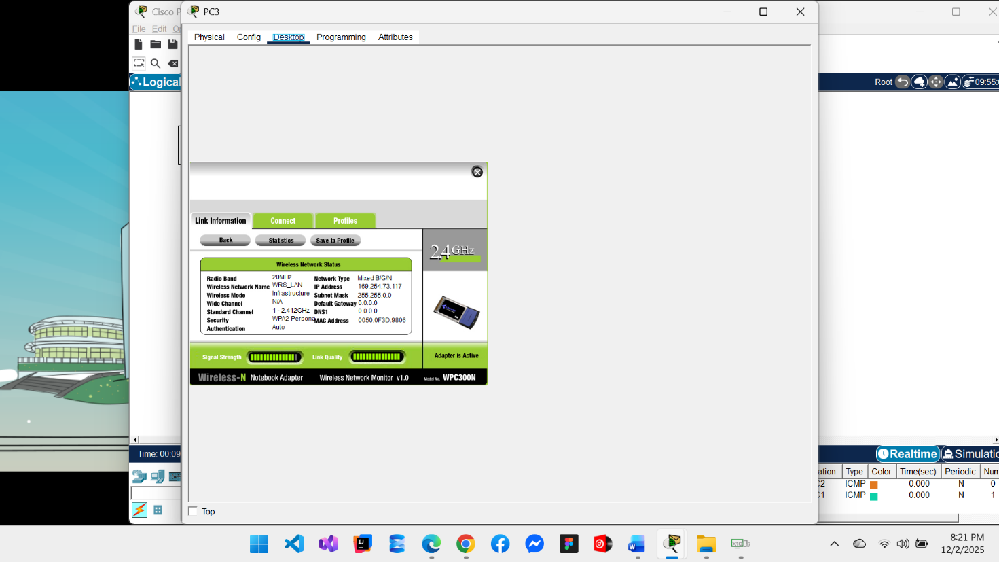 Cisco P
PC3
File Edit Op
Physical Config Desktop Programming Attributes
Logical
Root
09:55:
Link Information Connect Profiles
Back Statistics Save to Profile
2.4GHz
Wireless Network Status
Radio Band 20MHz Network Type Mixed B/G/N
Wireless Network Name WRS_LAN IP Address 169.254.73.117
Wireless Mode Infrastructure Subnet Mask 255.255.0.0
Wide Channel N/A Default Gateway 0.0.0.0
Standard Channel 1 - 2.412GHz DNS1 0.0.0.0
Security WPA2-Persona MAC Address 0050.0F3D.9806
Authentication Auto
Signal Strength Link Quality Adapter is Active
Wireless-N Notebook Adapter Wireless Network Monitor v1.0 Model No. WPC300N
Time: 00:09
Realtime Simulatio
ation Type Color Time(sec) Periodic Num
C2 ICMP 0.000 N 0
C1 ICMP 0.000 N 1
Top
8:21 PM
12/2/2025